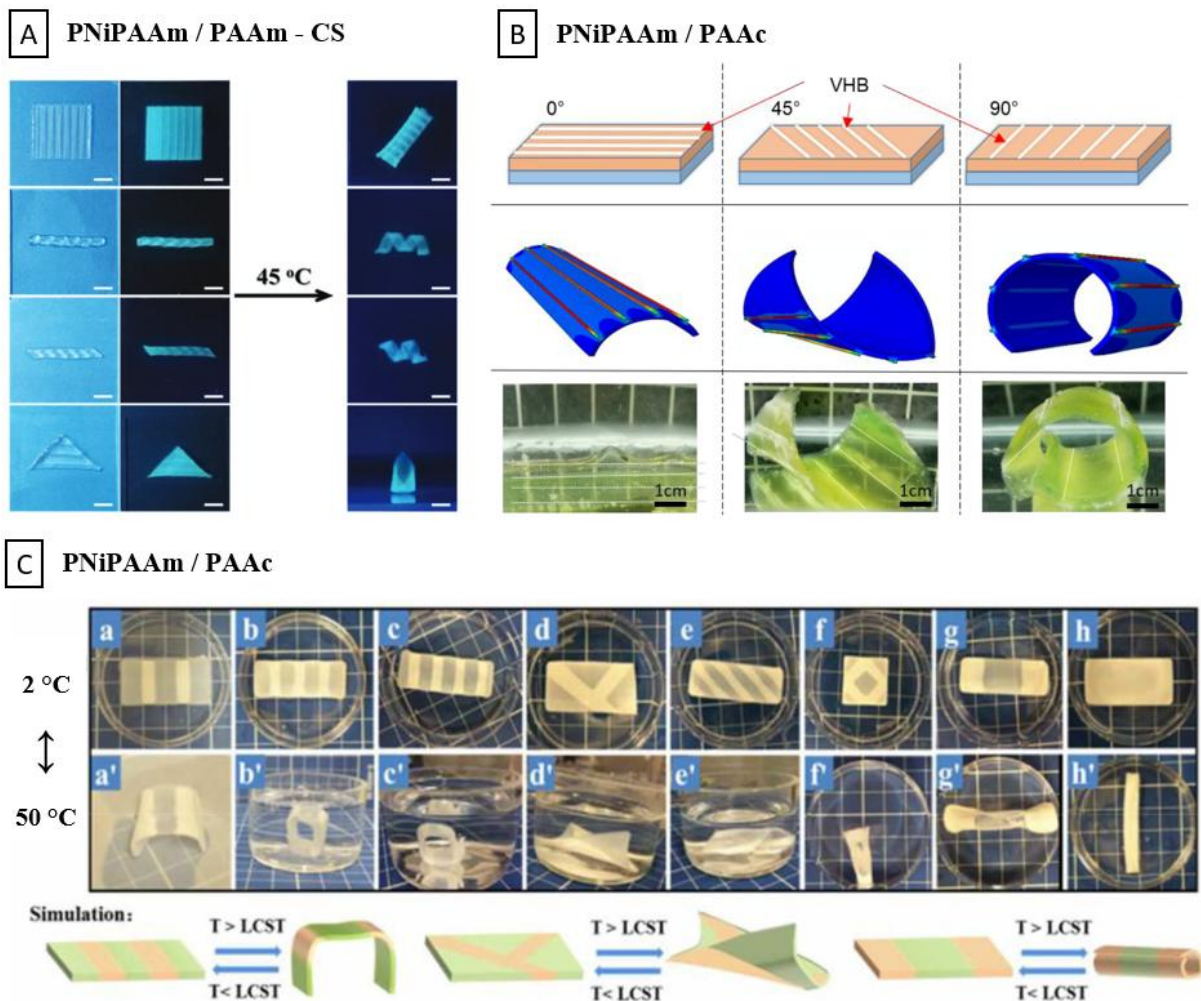 A PNiPAAm / PAAm - CS
45 °C
B PNiPAAm / PAAc
VHB
0° 45° 90°
1cm 1cm 1cm
C PNiPAAm / PAAc
2 °C
a b c d e f g h
50 °C
a' b' c' d' e' f' g' h'
Simulation:
T > LCST T > LCST T > LCST
T< LCST T< LCST T< LCST